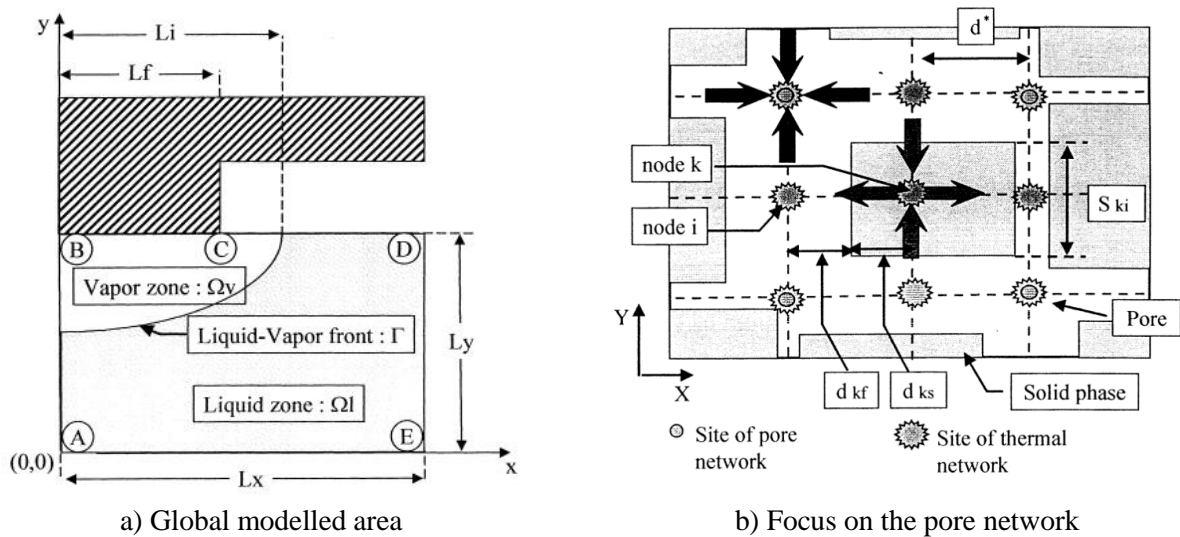 y
Li
Lf
B
C
D
Vapor zone : Ωv
Liquid-Vapor front : Γ
Ly
Liquid zone : Ωl
A
E
(0,0)
x
Lx
a) Global modelled area
d*
node k
node i
S ki
Y
X
Pore
d kf
d ks
Solid phase
Site of pore
network
Site of thermal
network
b) Focus on the pore network